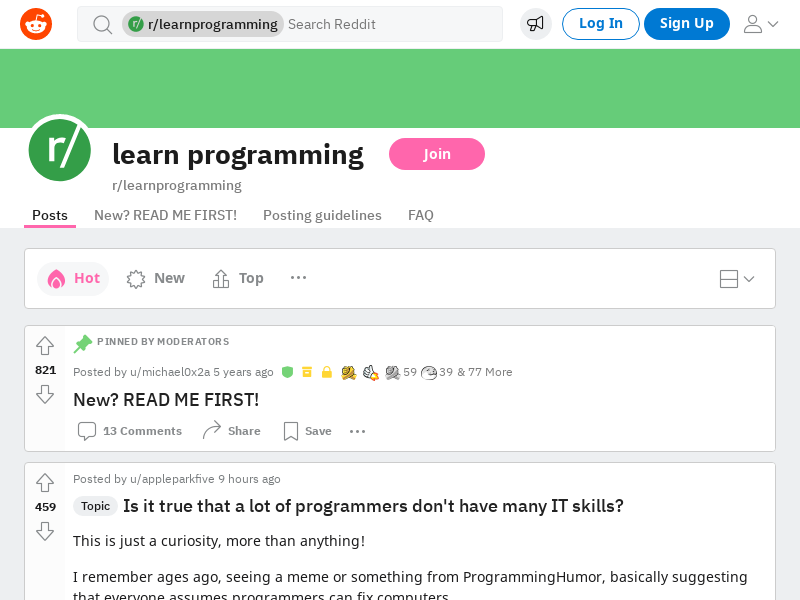 r/learnprogramming Search Reddit Log In Sign Up
r/ learn programming Join
r/learnprogramming
Posts New? READ ME FIRST! Posting guidelines FAQ
Hot New Top
PINNED BY MODERATORS
821 Posted by u/michael0x2a 5 years ago 59 39 & 77 More
New? READ ME FIRST!
13 Comments Share Save
Posted by u/appleparkfive 9 hours ago
459 Topic Is it true that a lot of programmers don't have many IT skills?
This is just a curiosity, more than anything!
I remember ages ago, seeing a meme or something from ProgrammingHumor, basically suggesting
that everyone assumes programmers can fix computers